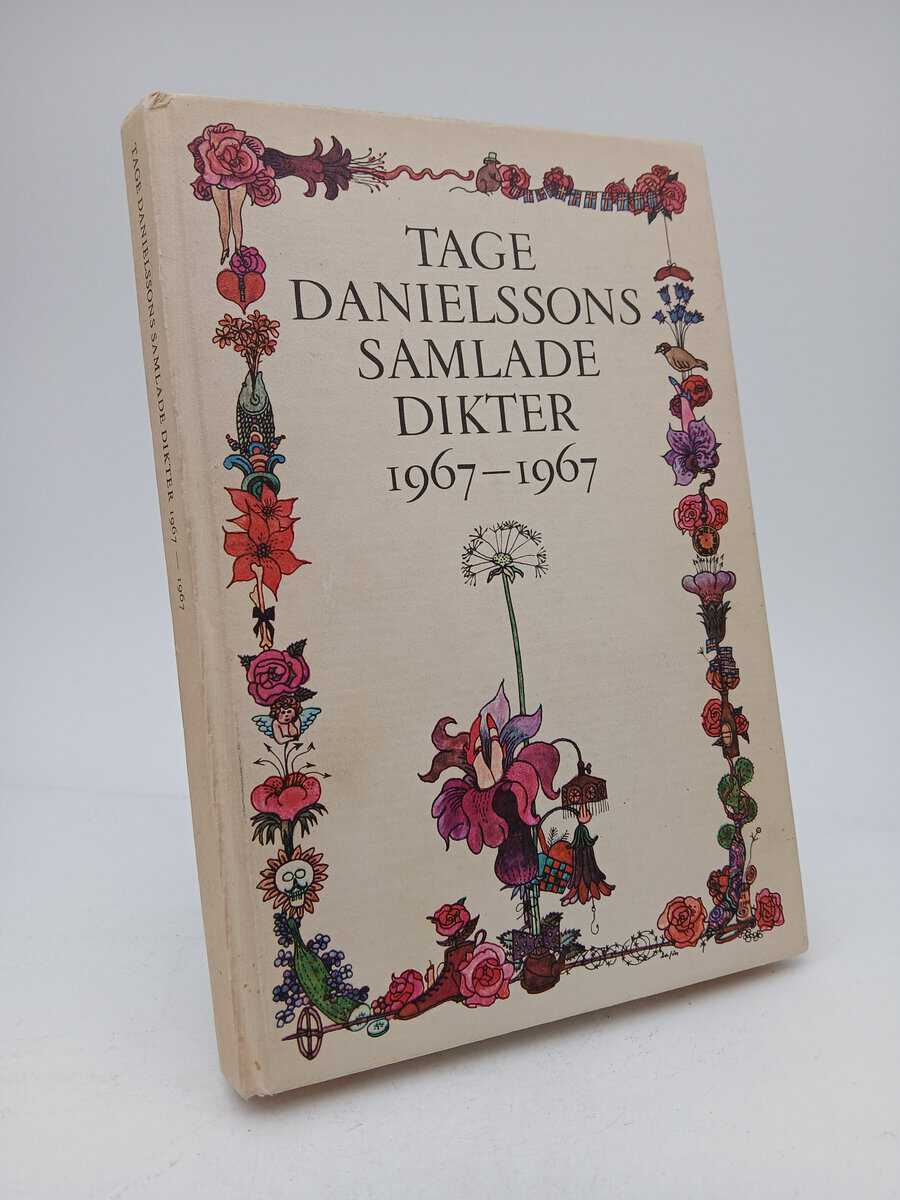 TAGE
DANIELSSONS
SAMLADE
DIKTER
1967–1967
TAGE DANIELSSONS SAMLADE DIKTER 1967 — 1967